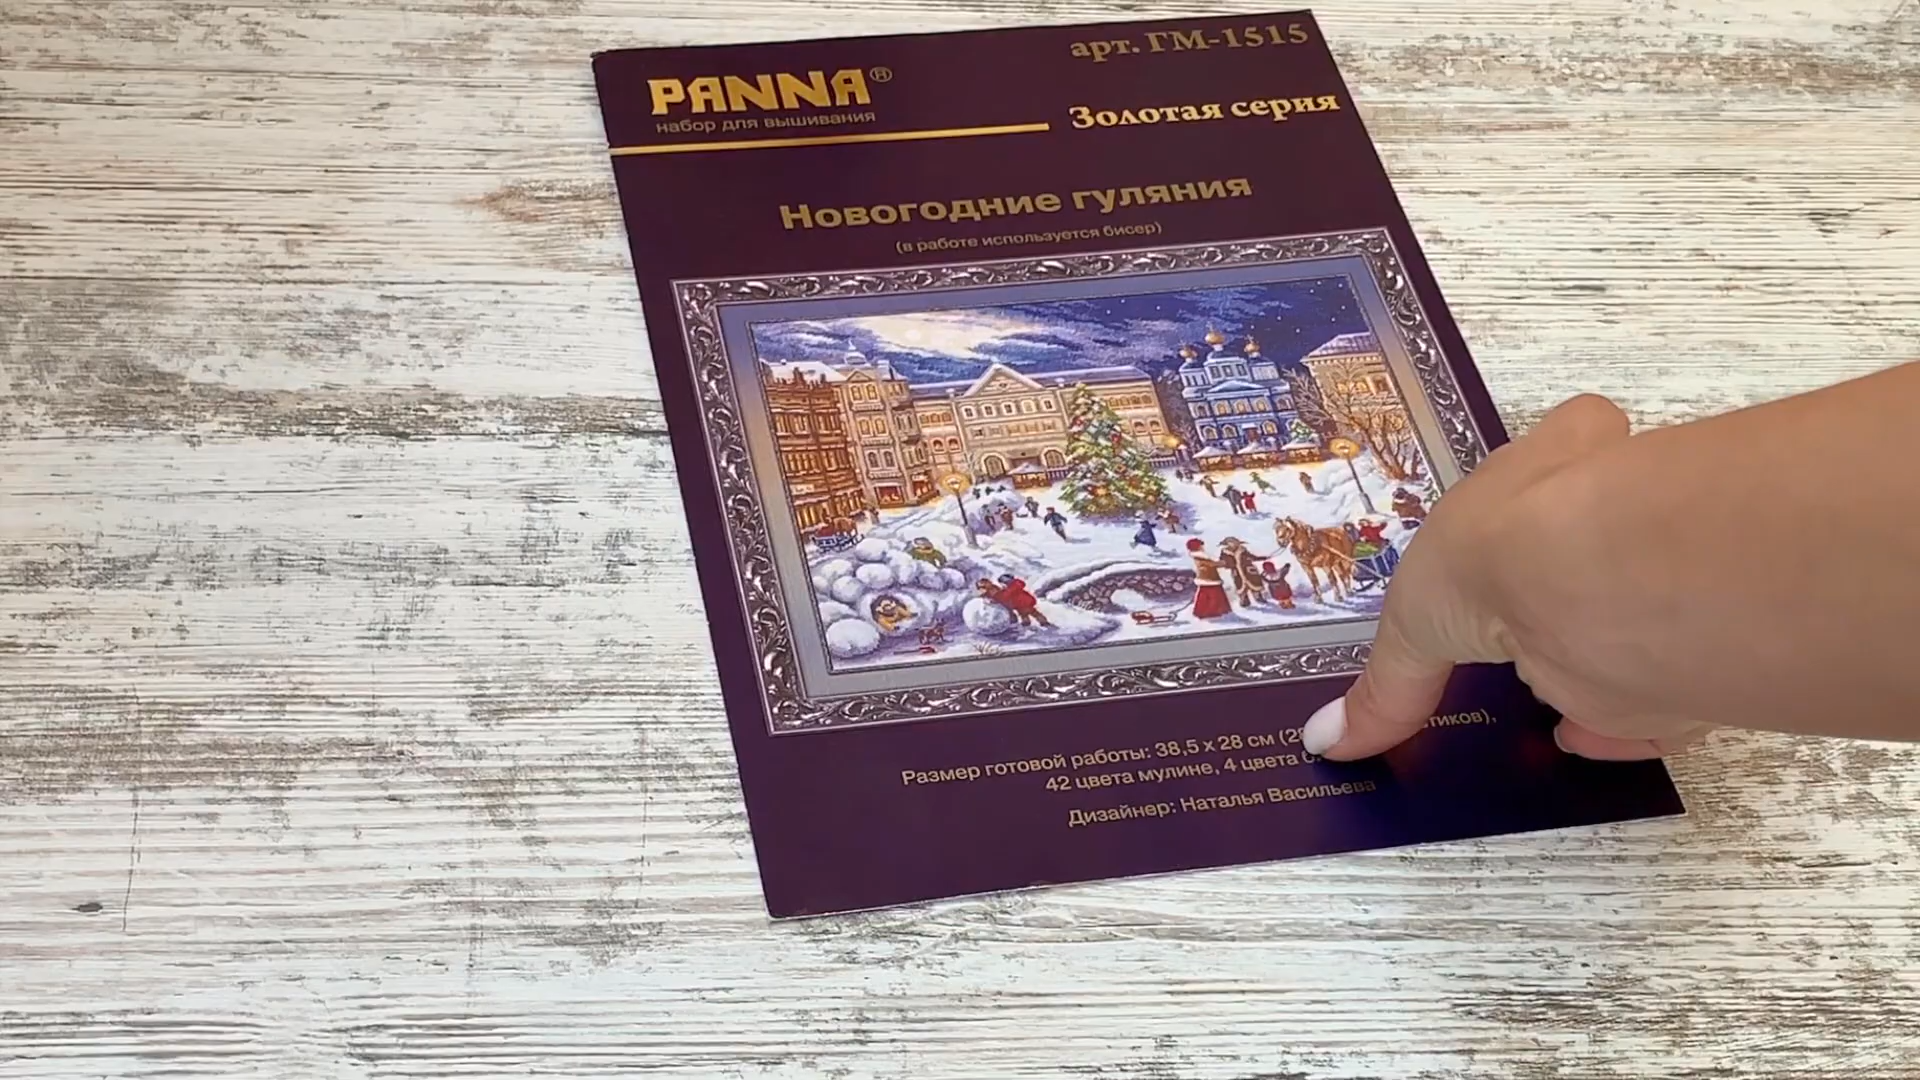 арт. ГМ-1515
PANNA®
набор для вышивания
Золотая серия
Новогодние гуляния
(в работе используется бисер)
Размер готовой работы: 38,5 x 28 см
42 цвета мулине, 4 цвета
Дизайнер: Наталья Васильева